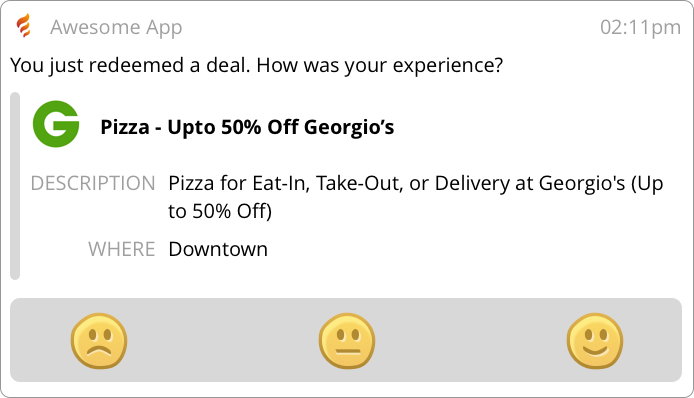 Awesome App 02:11pm
You just redeemed a deal. How was your experience?
G
Pizza - Upto 50% Off Georgio’s
DESCRIPTION Pizza for Eat-In, Take-Out, or Delivery at Georgio's (Up
to 50% Off)
WHERE Downtown